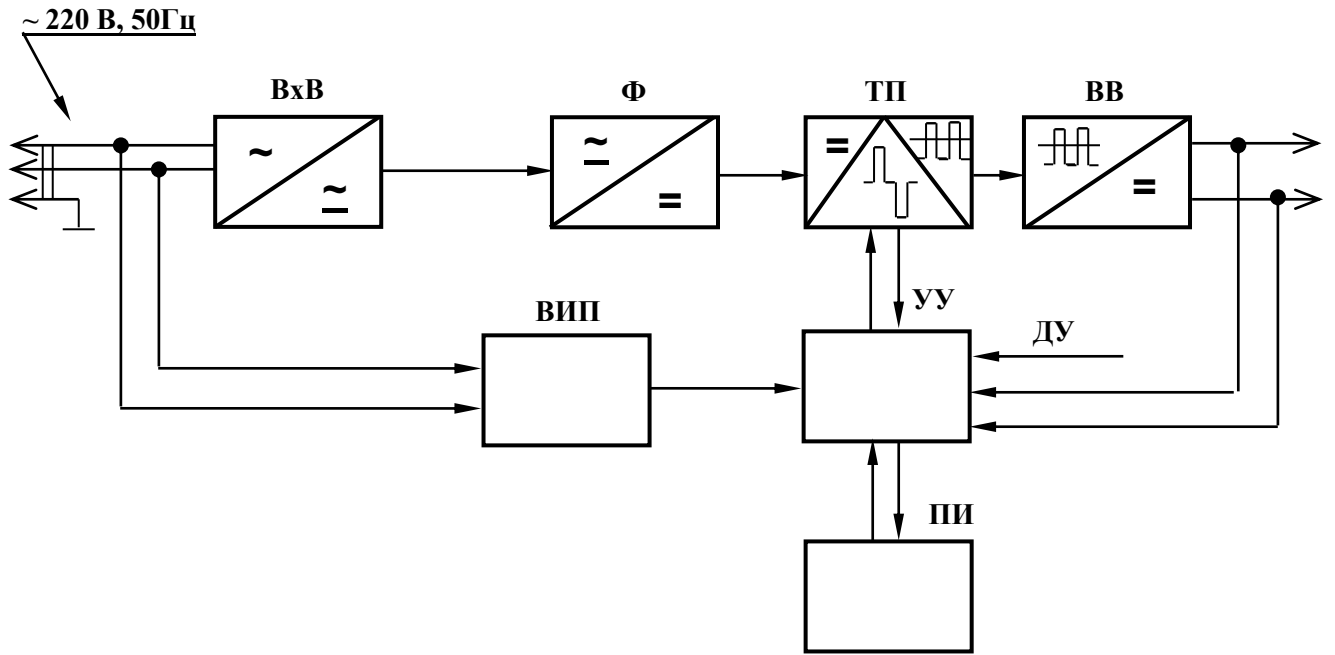 ~ 220 В, 50Гц
ВхВ
Ф
ТП
ВВ
~
~
~
=
=
=
УУ
ВИП
ДУ
ПИ